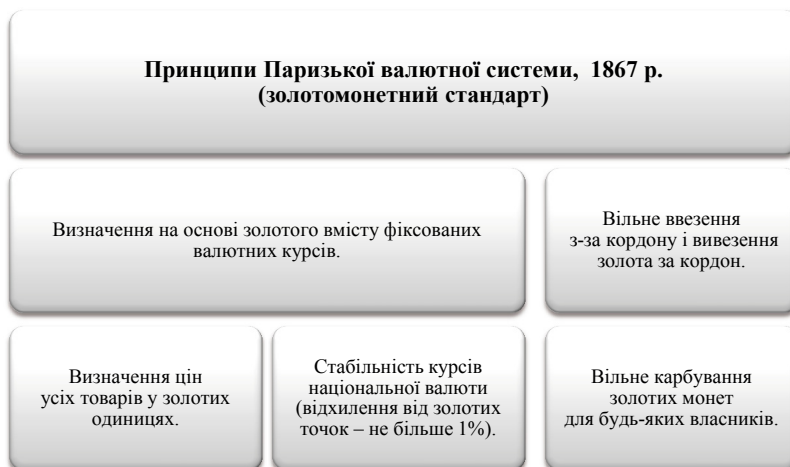 Принципи Паризької валютної системи, 1867 р.
(золотомонетний стандарт)
Визначення на основі золотого вмісту фіксованих
валютних курсів.
Вільне ввезення
з-за кордону і вивезення
золота за кордон.
Визначення цін
усіх товарів у золотих
одиницях.
Стабільність курсів
національної валюти
(відхилення від золотих
точок – не більше 1%).
Вільне карбування
золотих монет
для будь-яких власників.